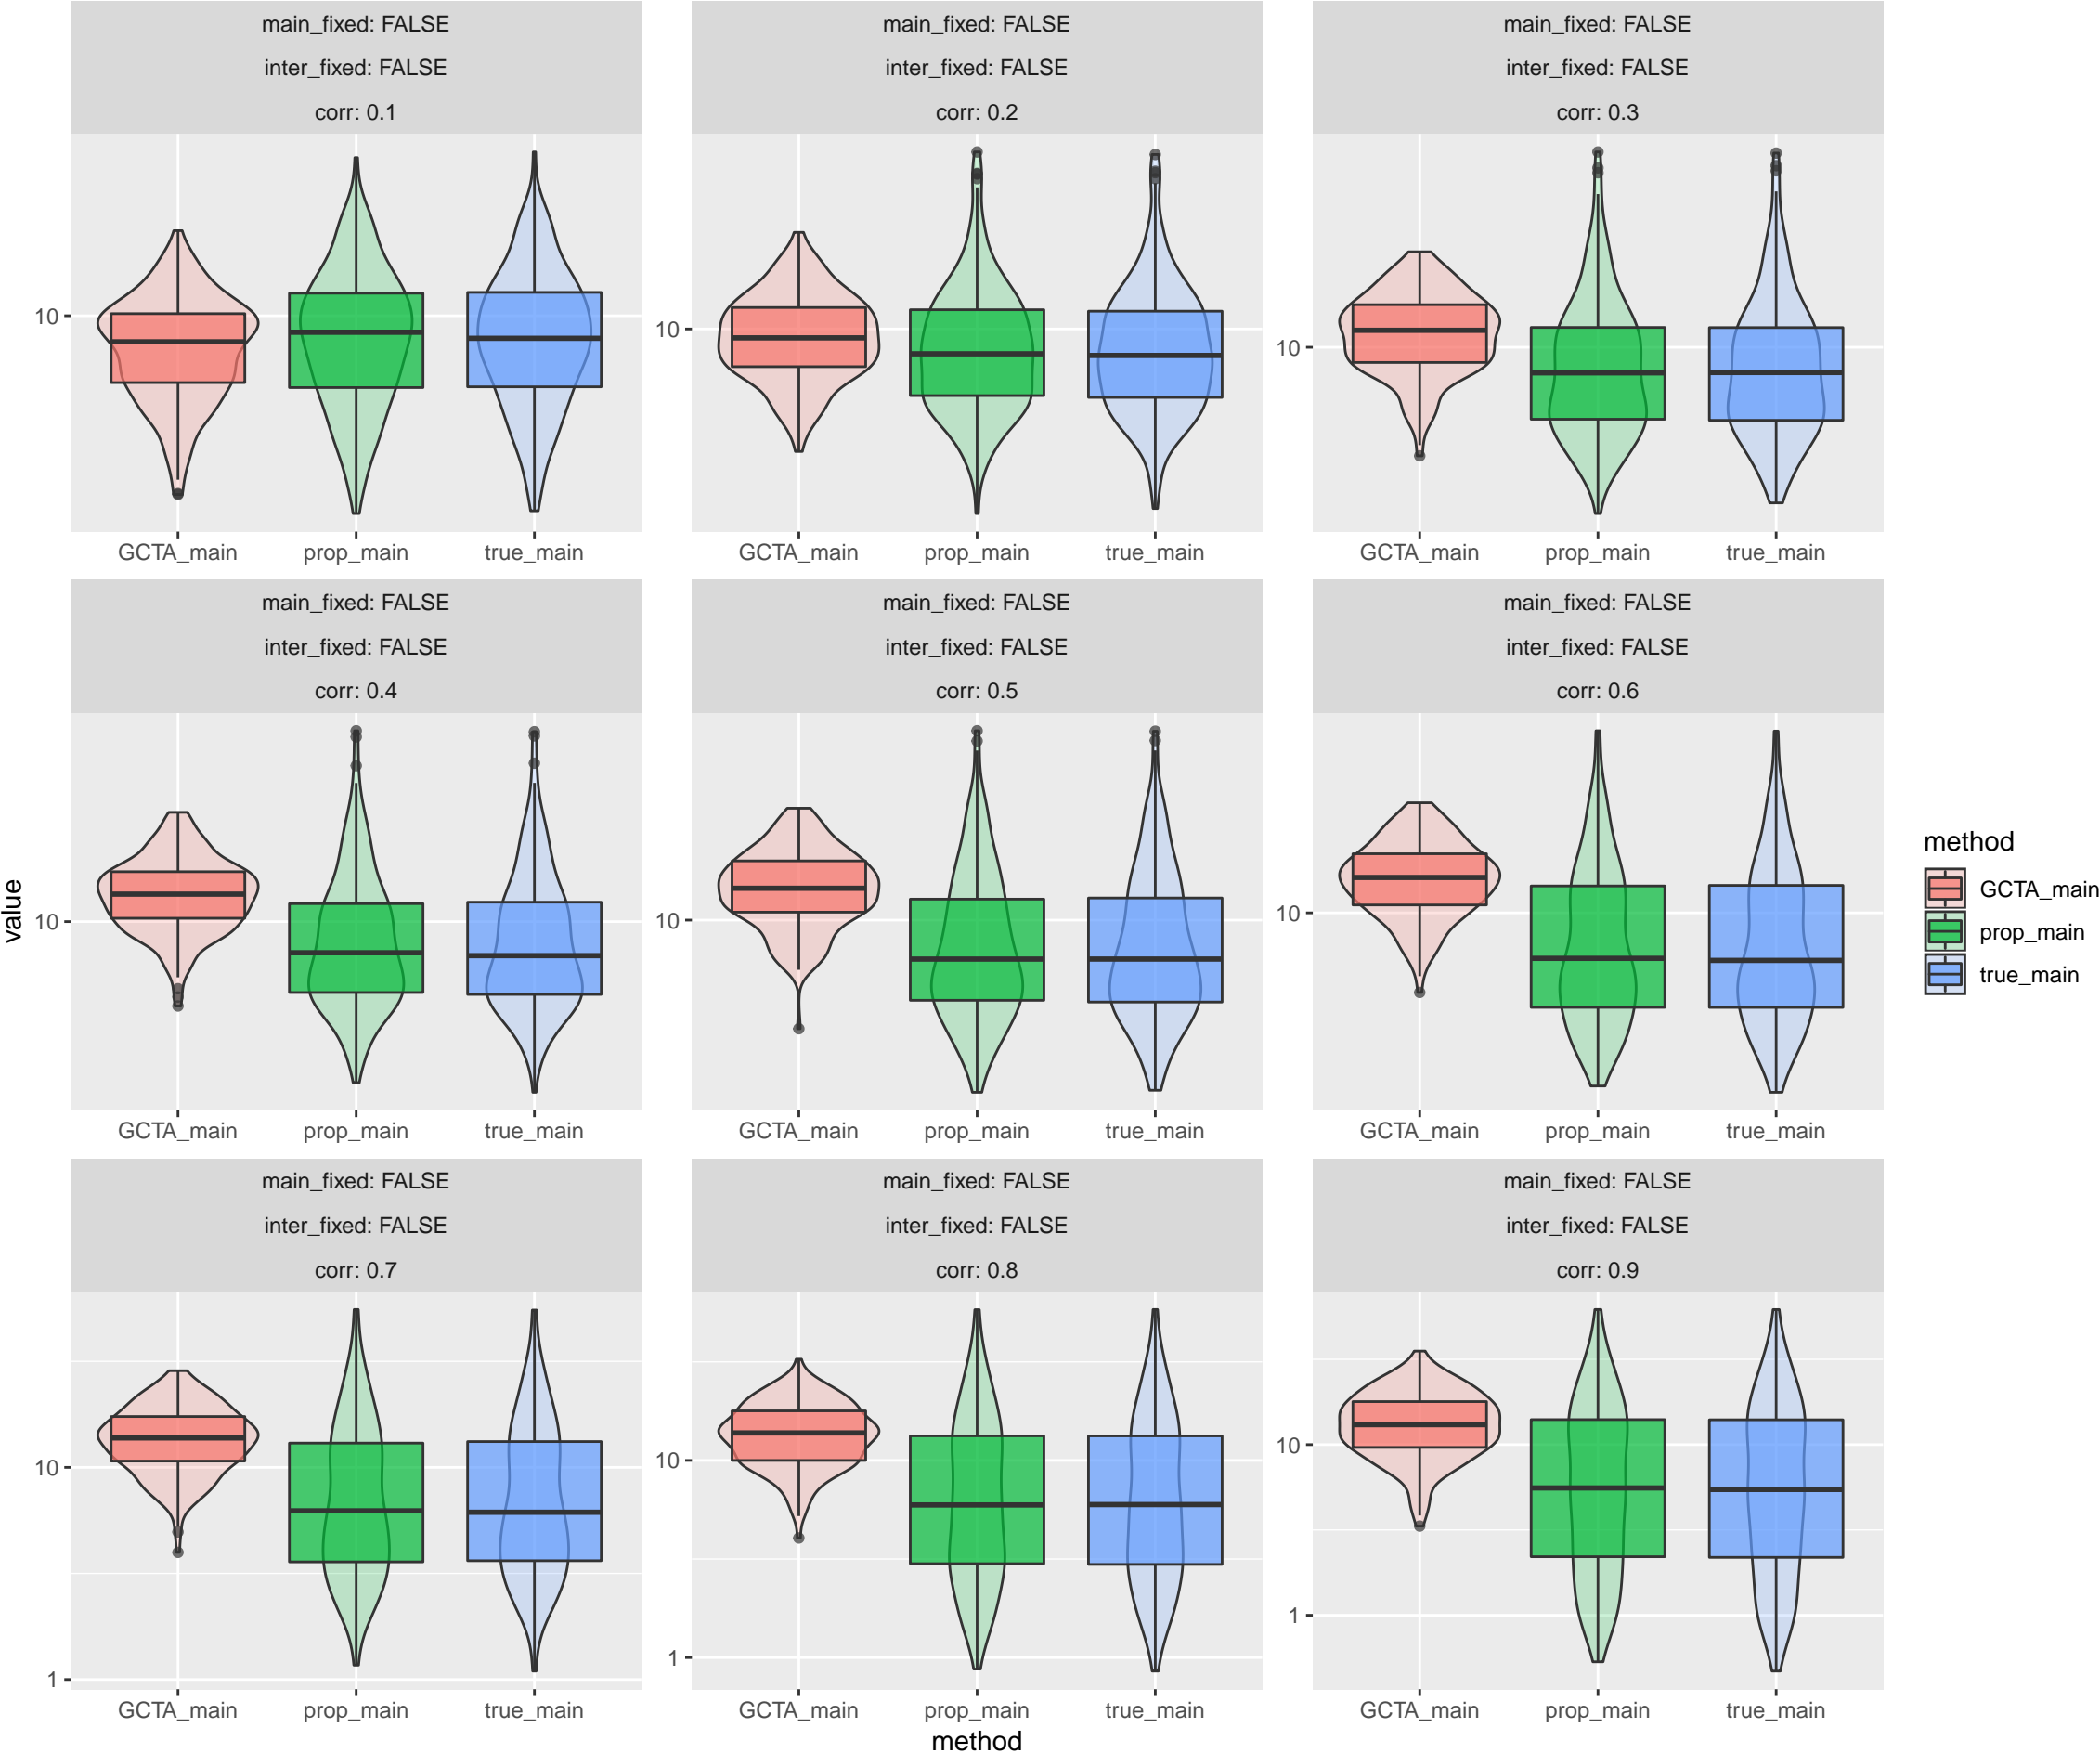 main_fixed: FALSE
inter_fixed: FALSE
corr: 0.1
main_fixed: FALSE
inter_fixed: FALSE
corr: 0.2
main_fixed: FALSE
inter_fixed: FALSE
corr: 0.3
10
10
10
GCTA_main
prop_main
true_main
GCTA_main
prop_main
true_main
GCTA_main
prop_main
true_main
main_fixed: FALSE
inter_fixed: FALSE
corr: 0.4
main_fixed: FALSE
inter_fixed: FALSE
corr: 0.5
main_fixed: FALSE
inter_fixed: FALSE
corr: 0.6
value
10
10
10
GCTA_main
prop_main
true_main
GCTA_main
prop_main
true_main
GCTA_main
prop_main
true_main
main_fixed: FALSE
inter_fixed: FALSE
corr: 0.7
main_fixed: FALSE
inter_fixed: FALSE
corr: 0.8
main_fixed: FALSE
inter_fixed: FALSE
corr: 0.9
10
1
10
1
10
1
GCTA_main
prop_main
true_main
GCTA_main
prop_main
true_main
GCTA_main
prop_main
true_main
method
method
GCTA_main
prop_main
true_main